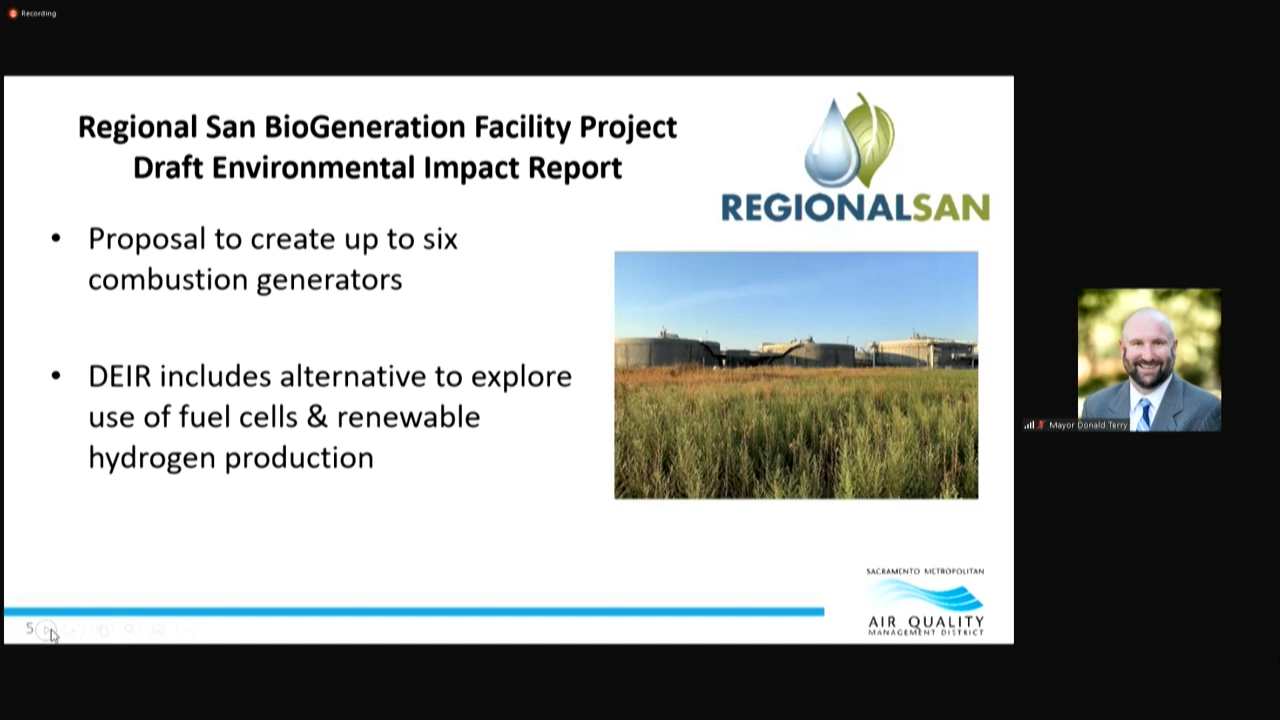 Recording
Regional San BioGeneration Facility Project
Draft Environmental Impact Report
REGIONALSAN
• Proposal to create up to six
combustion generators
• DEIR includes alternative to explore
use of fuel cells & renewable
hydrogen production
Mayor Donald Terry
SACRAMENTO METROPOLITAN
AIR QUALITY
MANAGEMENT DISTRICT
5